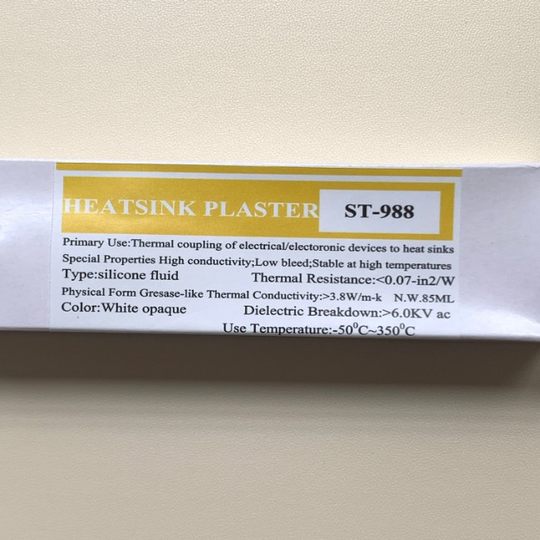 HEATSINK PLASTER ST-988
Primary Use:Thermal coupling of electrical/electoronic devices to heat sinks
Special Properties High conductivity;Low bleed;Stable at high temperatures
Type:silicone fluid Thermal Resistance:<0.07-in2/W
Physical Form Gresase-like Thermal Conductivity:>3.8W/m-k N.W.85ML
Color:White opaque Dielectric Breakdown:>6.0KV ac
Use Temperature:-50⁰C~350⁰C